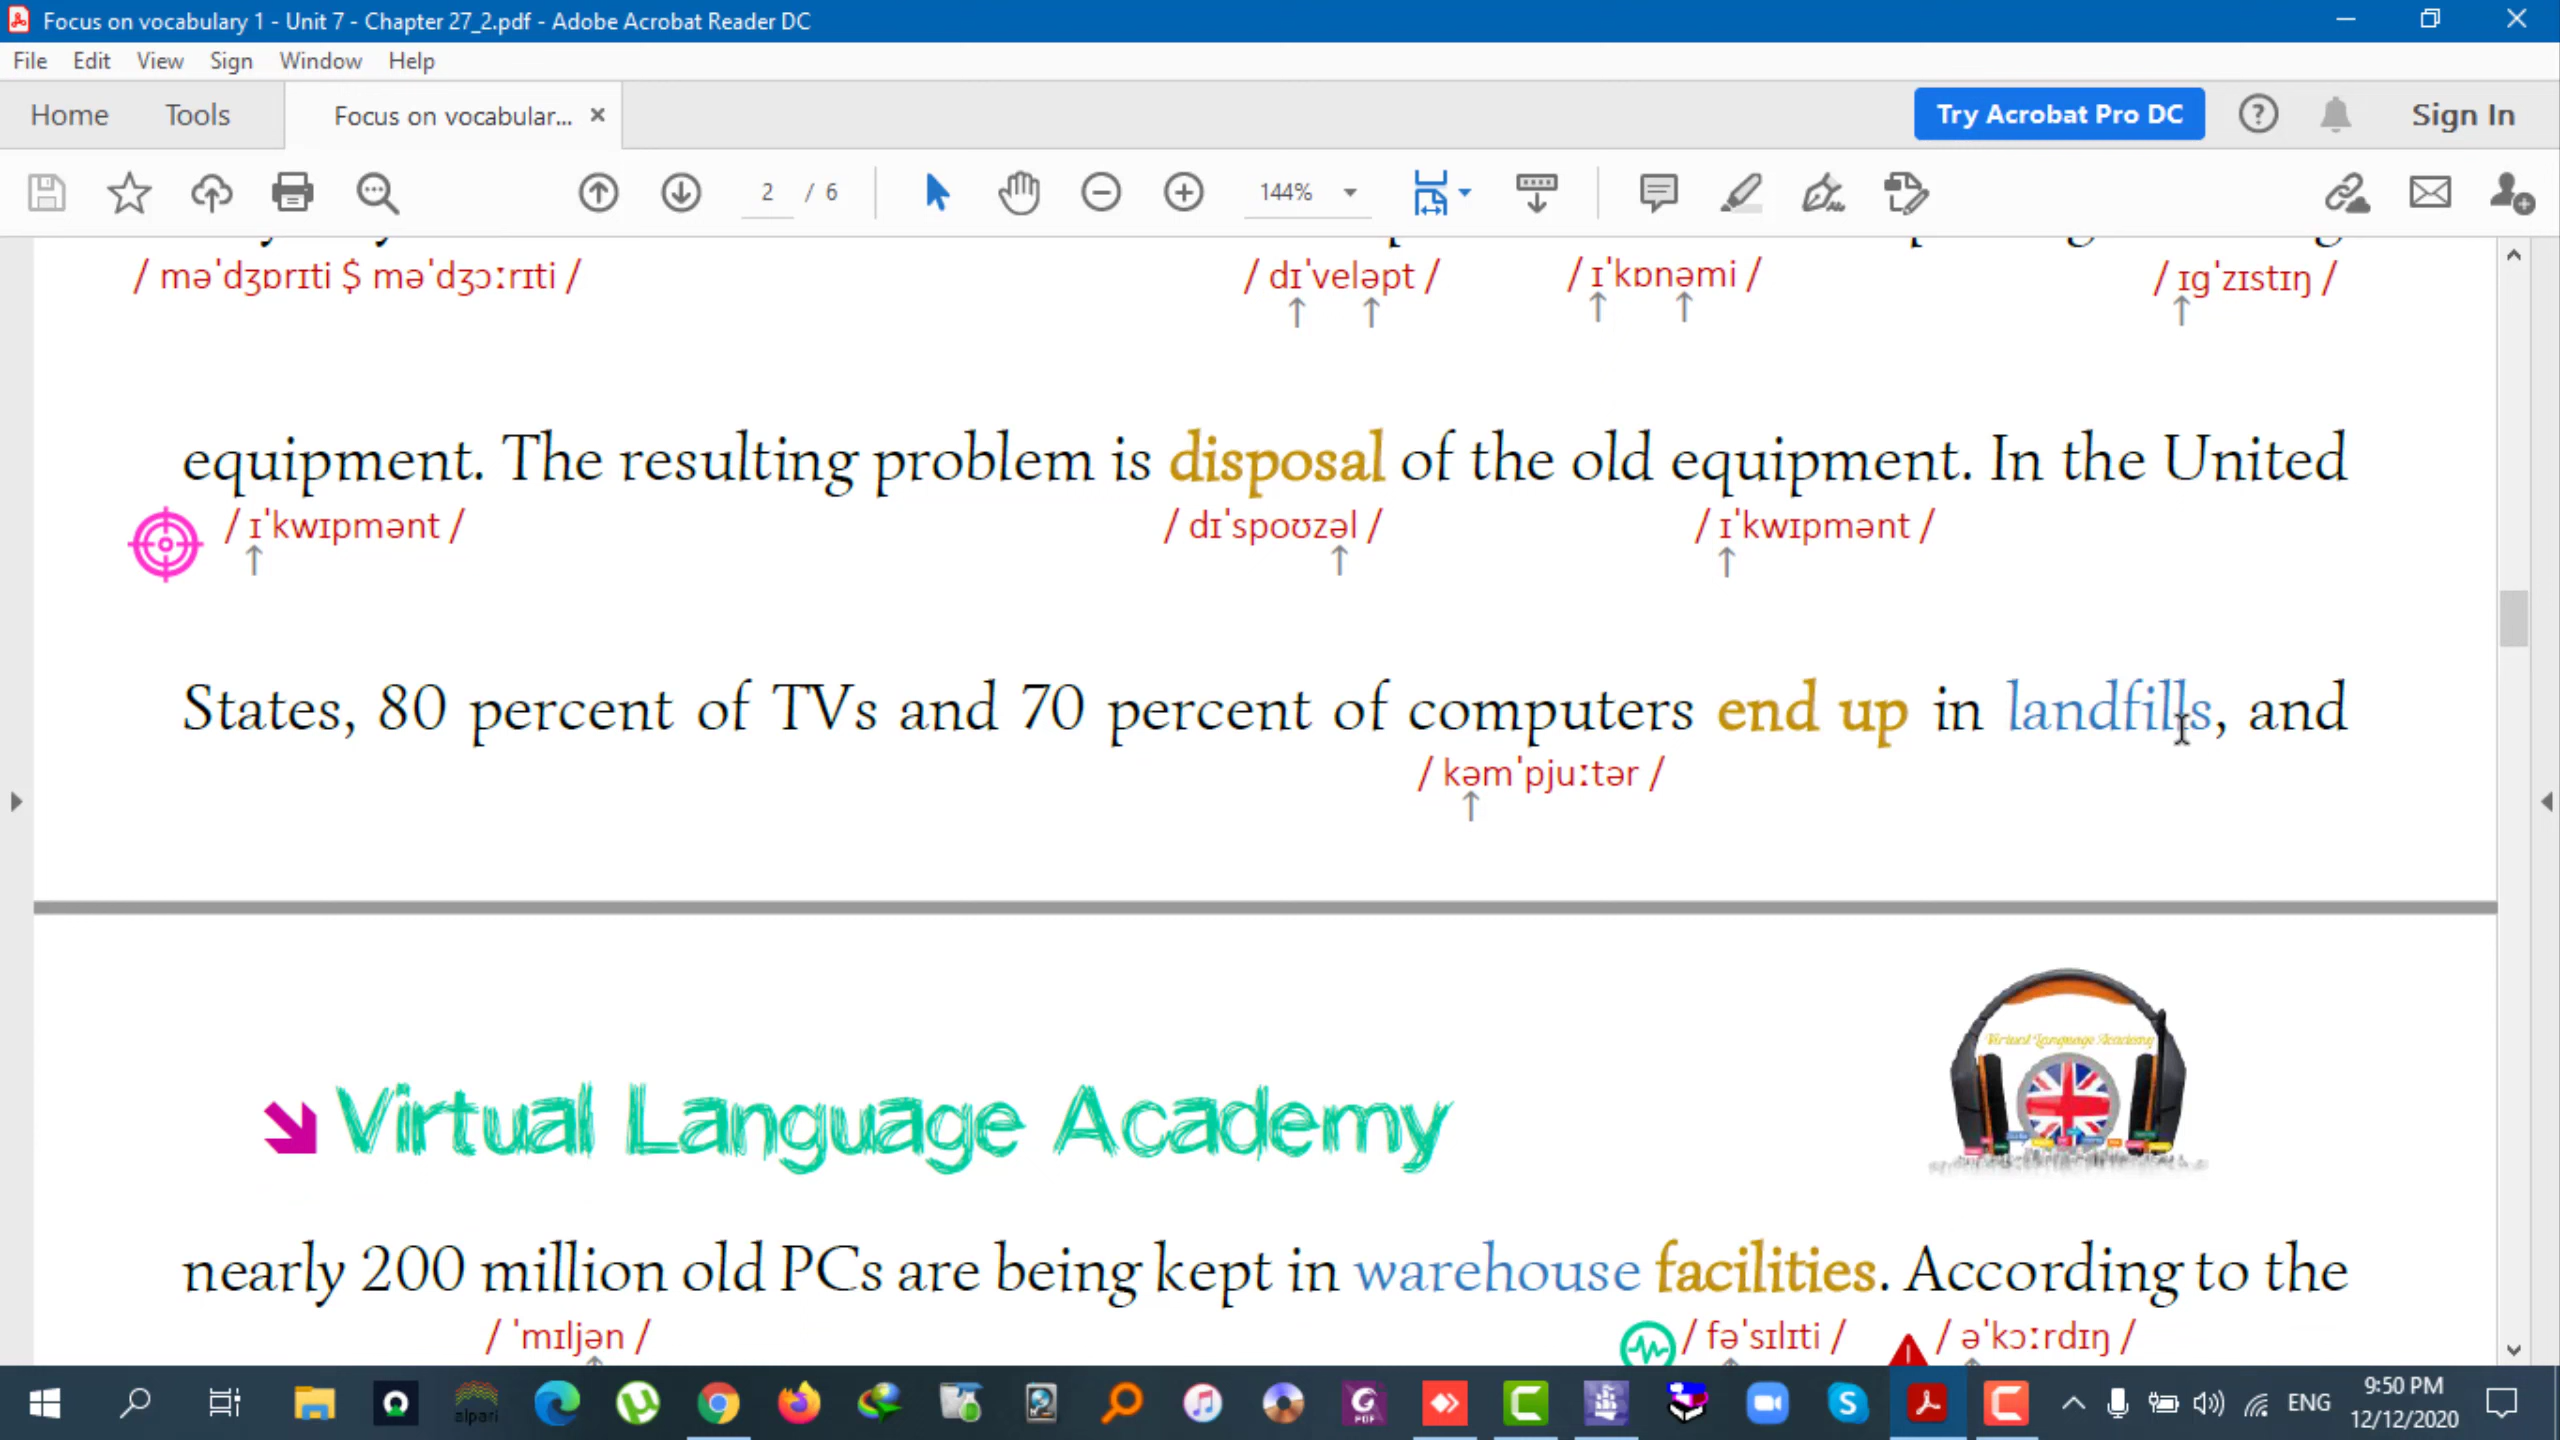 Focus on vocabulary 1 - Unit 7 - Chapter 27_2.pdf - Adobe Acrobat Reader DC
File Edit View Sign Window Help
Home Tools Focus on vocabular... Try Acrobat Pro DC Sign In
2 / 6 144%
/ məˈdʒɒrɪti $ məˈdʒɔːrɪti / / dɪˈveləpt / / ɪˈkɒnəmi / / ɪgˈzɪstɪŋ /
equipment. The resulting problem is disposal of the old equipment. In the United
/ ɪˈkwɪpmənt / / dɪˈspoʊzəl / / ɪˈkwɪpmənt /
States, 80 percent of TVs and 70 percent of computers end up in landfills, and
/ kəmˈpjuːtər /
Virtual Language Academy
Virtual Language Academy
nearly 200 million old PCs are being kept in warehouse facilities. According to the
/ ˈmɪljən / / fəˈsɪlɪti / / əˈkɔːrdɪŋ /
alpari
ENG
9:50 PM
12/12/2020